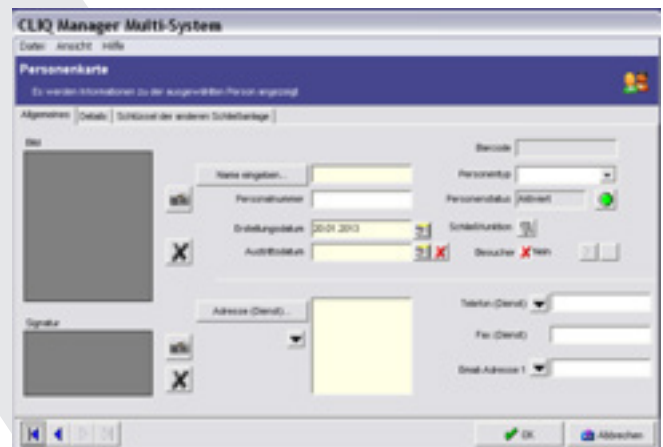 CLIQ Manager Multi-System
Datei Ansicht Hilfe
Personenkarte
Es werden Informationen zu der ausgewählten Person angezeigt
Allgemeines Details Schlüssel der anderen Schließanlage
Bild
Barcode
Name eingeben...
Personentyp
Personalnummer
Personenstatus Aktiviert
Erstellungsdatum 20.01.2013
Schließfunktion
Austrittsdatum
Besucher Nein
Adresse (Dienst)...
Telefon (Dienst)
Signatur
Fax (Dienst)
Email-Adresse 1
OK Abbrechen